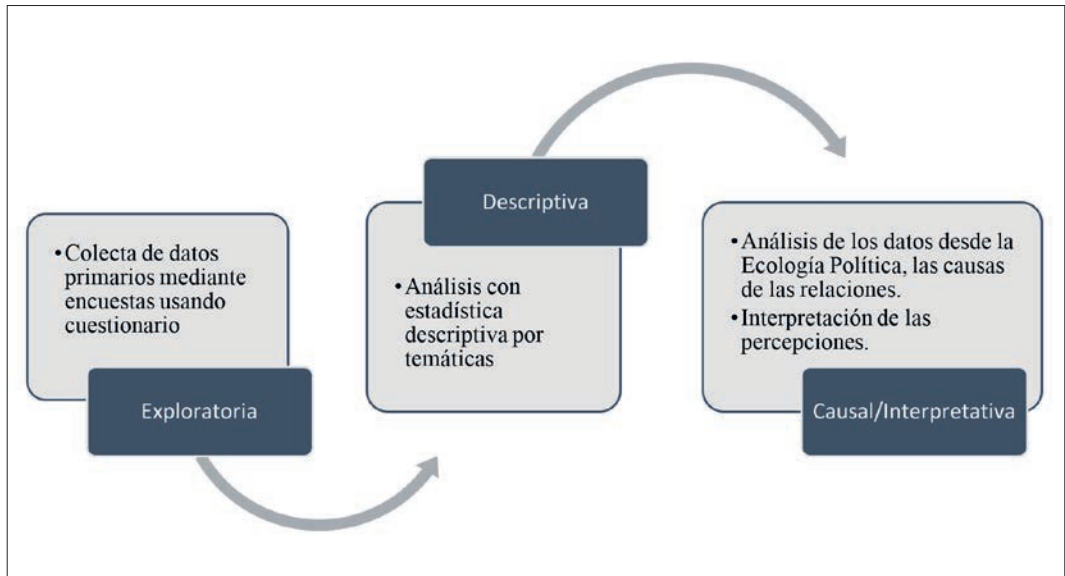 •Colecta de datos
primarios mediante
encuestas usando
cuestionario
Exploratoria
Descriptiva
•Análisis con
estadística
descriptiva por
temáticas
•Análisis de los datos desde la
Ecología Política, las causas
de las relaciones.
•Interpretación de las
percepciones.
Causal/Interpretativa